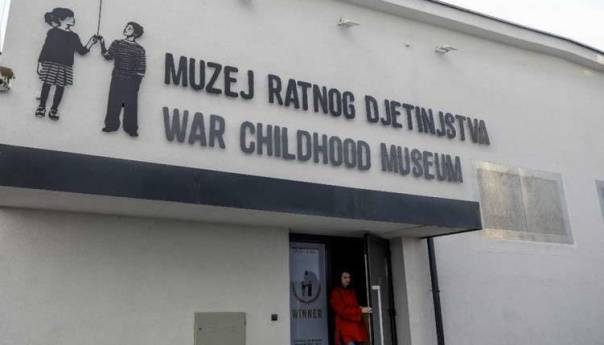 MUZEJ RATNOG DJETINJSTVA
WAR CHILDHOOD MUSEUM
WINNER